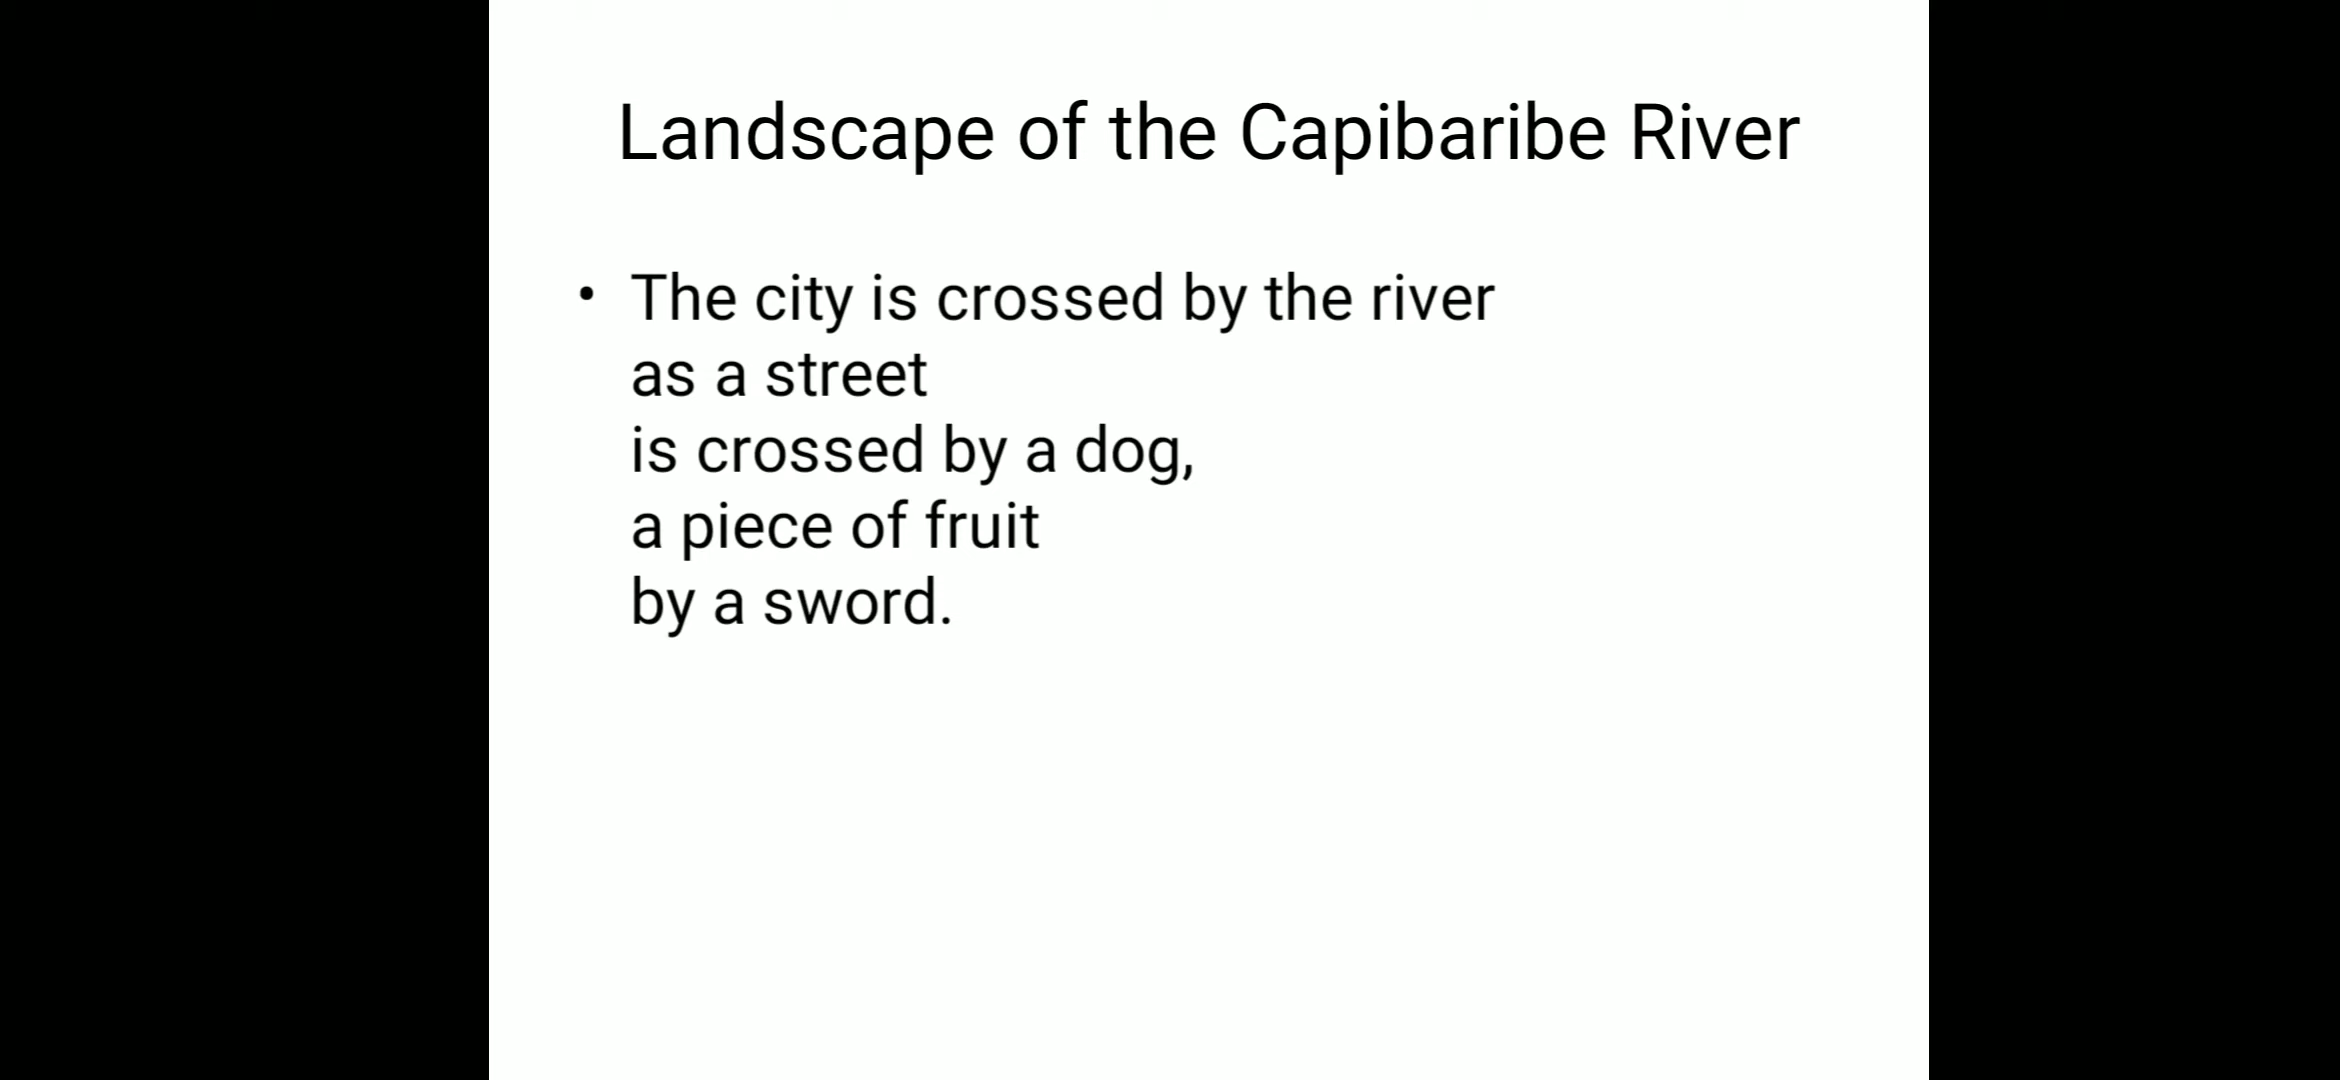 Landscape of the Capibaribe River
• The city is crossed by the river
as a street
is crossed by a dog,
a piece of fruit
by a sword.